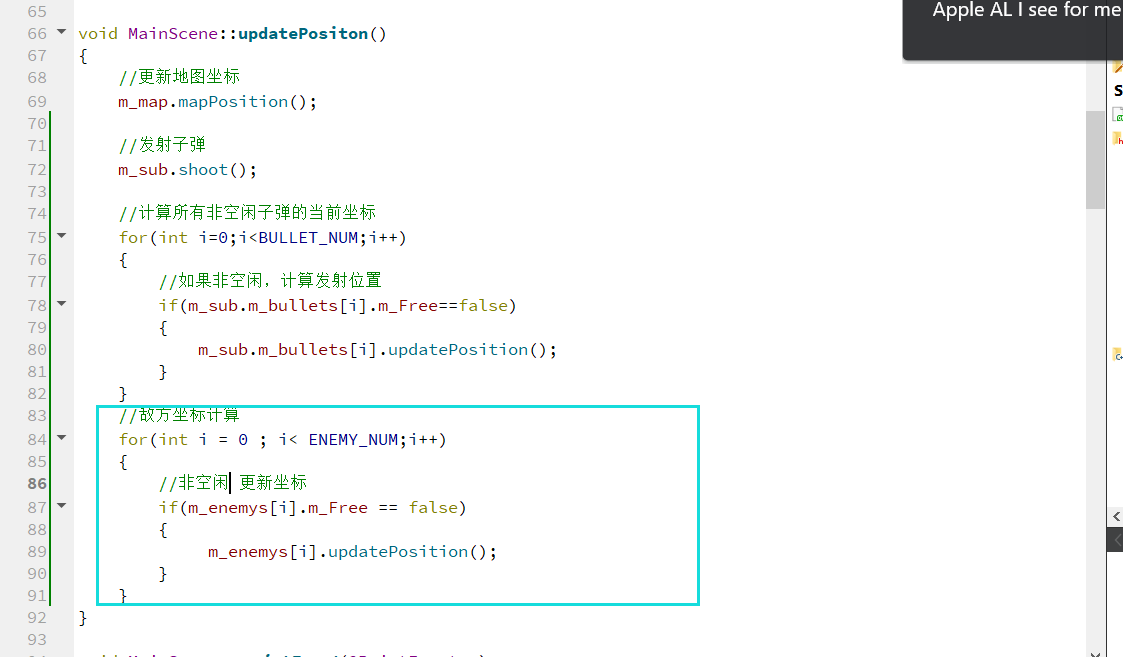 Apple AL I see for me
65
66 void MainScene::updatePositon()
67 {
68 //更新地图坐标
69 m_map.mapPosition();
70
71 //发射子弹
72 m_sub.shoot();
73
74 //计算所有非空闲子弹的当前坐标
75 for(int i=0;i<BULLET_NUM;i++)
76 {
77 //如果非空闲，计算发射位置
78 if(m_sub.m_bullets[i].m_Free==false)
79 {
80 m_sub.m_bullets[i].updatePosition();
81 }
82 }
83 //敌方坐标计算
84 for(int i = 0 ; i< ENEMY_NUM;i++)
85 {
86 //非空闲 更新坐标
87 if(m_enemys[i].m_Free == false)
88 {
89 m_enemys[i].updatePosition();
90 }
91 }
92 }
93